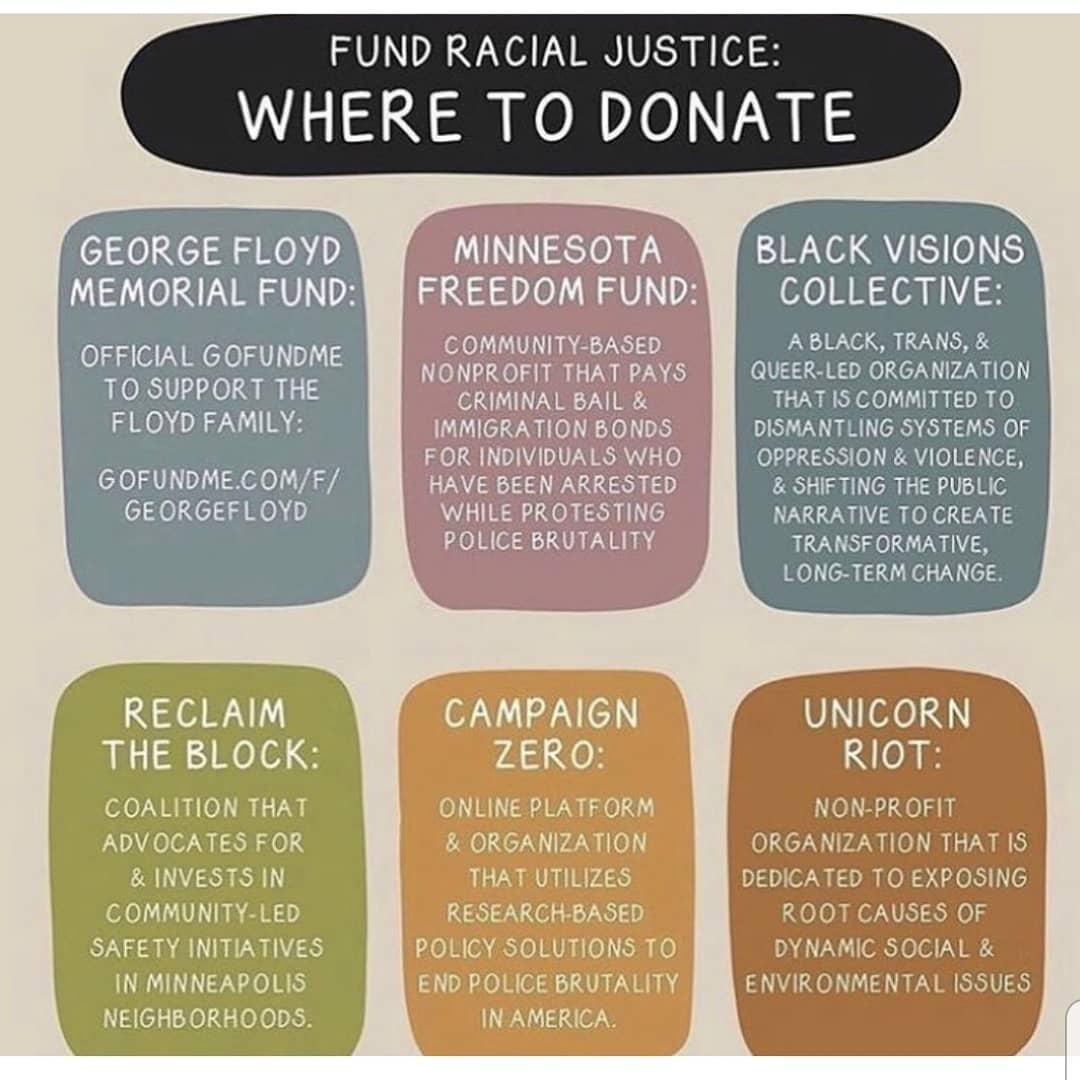 FUND RACIAL JUSTICE:
WHERE TO DONATE
GEORGE FLOYD
MEMORIAL FUND:
OFFICIAL GOFUNDME
TO SUPPORT THE
FLOYD FAMILY:
GOFUNDME.COM/F/
GEORGEFLOYD
MINNESOTA
FREEDOM FUND:
COMMUNITY-BASED
NONPROFIT THAT PAYS
CRIMINAL BAIL &
IMMIGRATION BONDS
FOR INDIVIDUALS WHO
HAVE BEEN ARRESTED
WHILE PROTESTING
POLICE BRUTALITY
BLACK VISIONS
COLLECTIVE:
A BLACK, TRANS, &
QUEER-LED ORGANIZATION
THAT IS COMMITTED TO
DISMANTLING SYSTEMS OF
OPPRESSION & VIOLENCE,
& SHIFTING THE PUBLIC
NARRATIVE TO CREATE
TRANSFORMATIVE,
LONG-TERM CHANGE.
RECLAIM
THE BLOCK:
COALITION THAT
ADVOCATES FOR
& INVESTS IN
COMMUNITY-LED
SAFETY INITIATIVES
IN MINNEAPOLIS
NEIGHBORHOODS.
CAMPAIGN
ZERO:
ONLINE PLATFORM
& ORGANIZATION
THAT UTILIZES
RESEARCH-BASED
POLICY SOLUTIONS TO
END POLICE BRUTALITY
IN AMERICA.
UNICORN
RIOT:
NON-PROFIT
ORGANIZATION THAT IS
DEDICATED TO EXPOSING
ROOT CAUSES OF
DYNAMIC SOCIAL &
ENVIRONMENTAL ISSUES